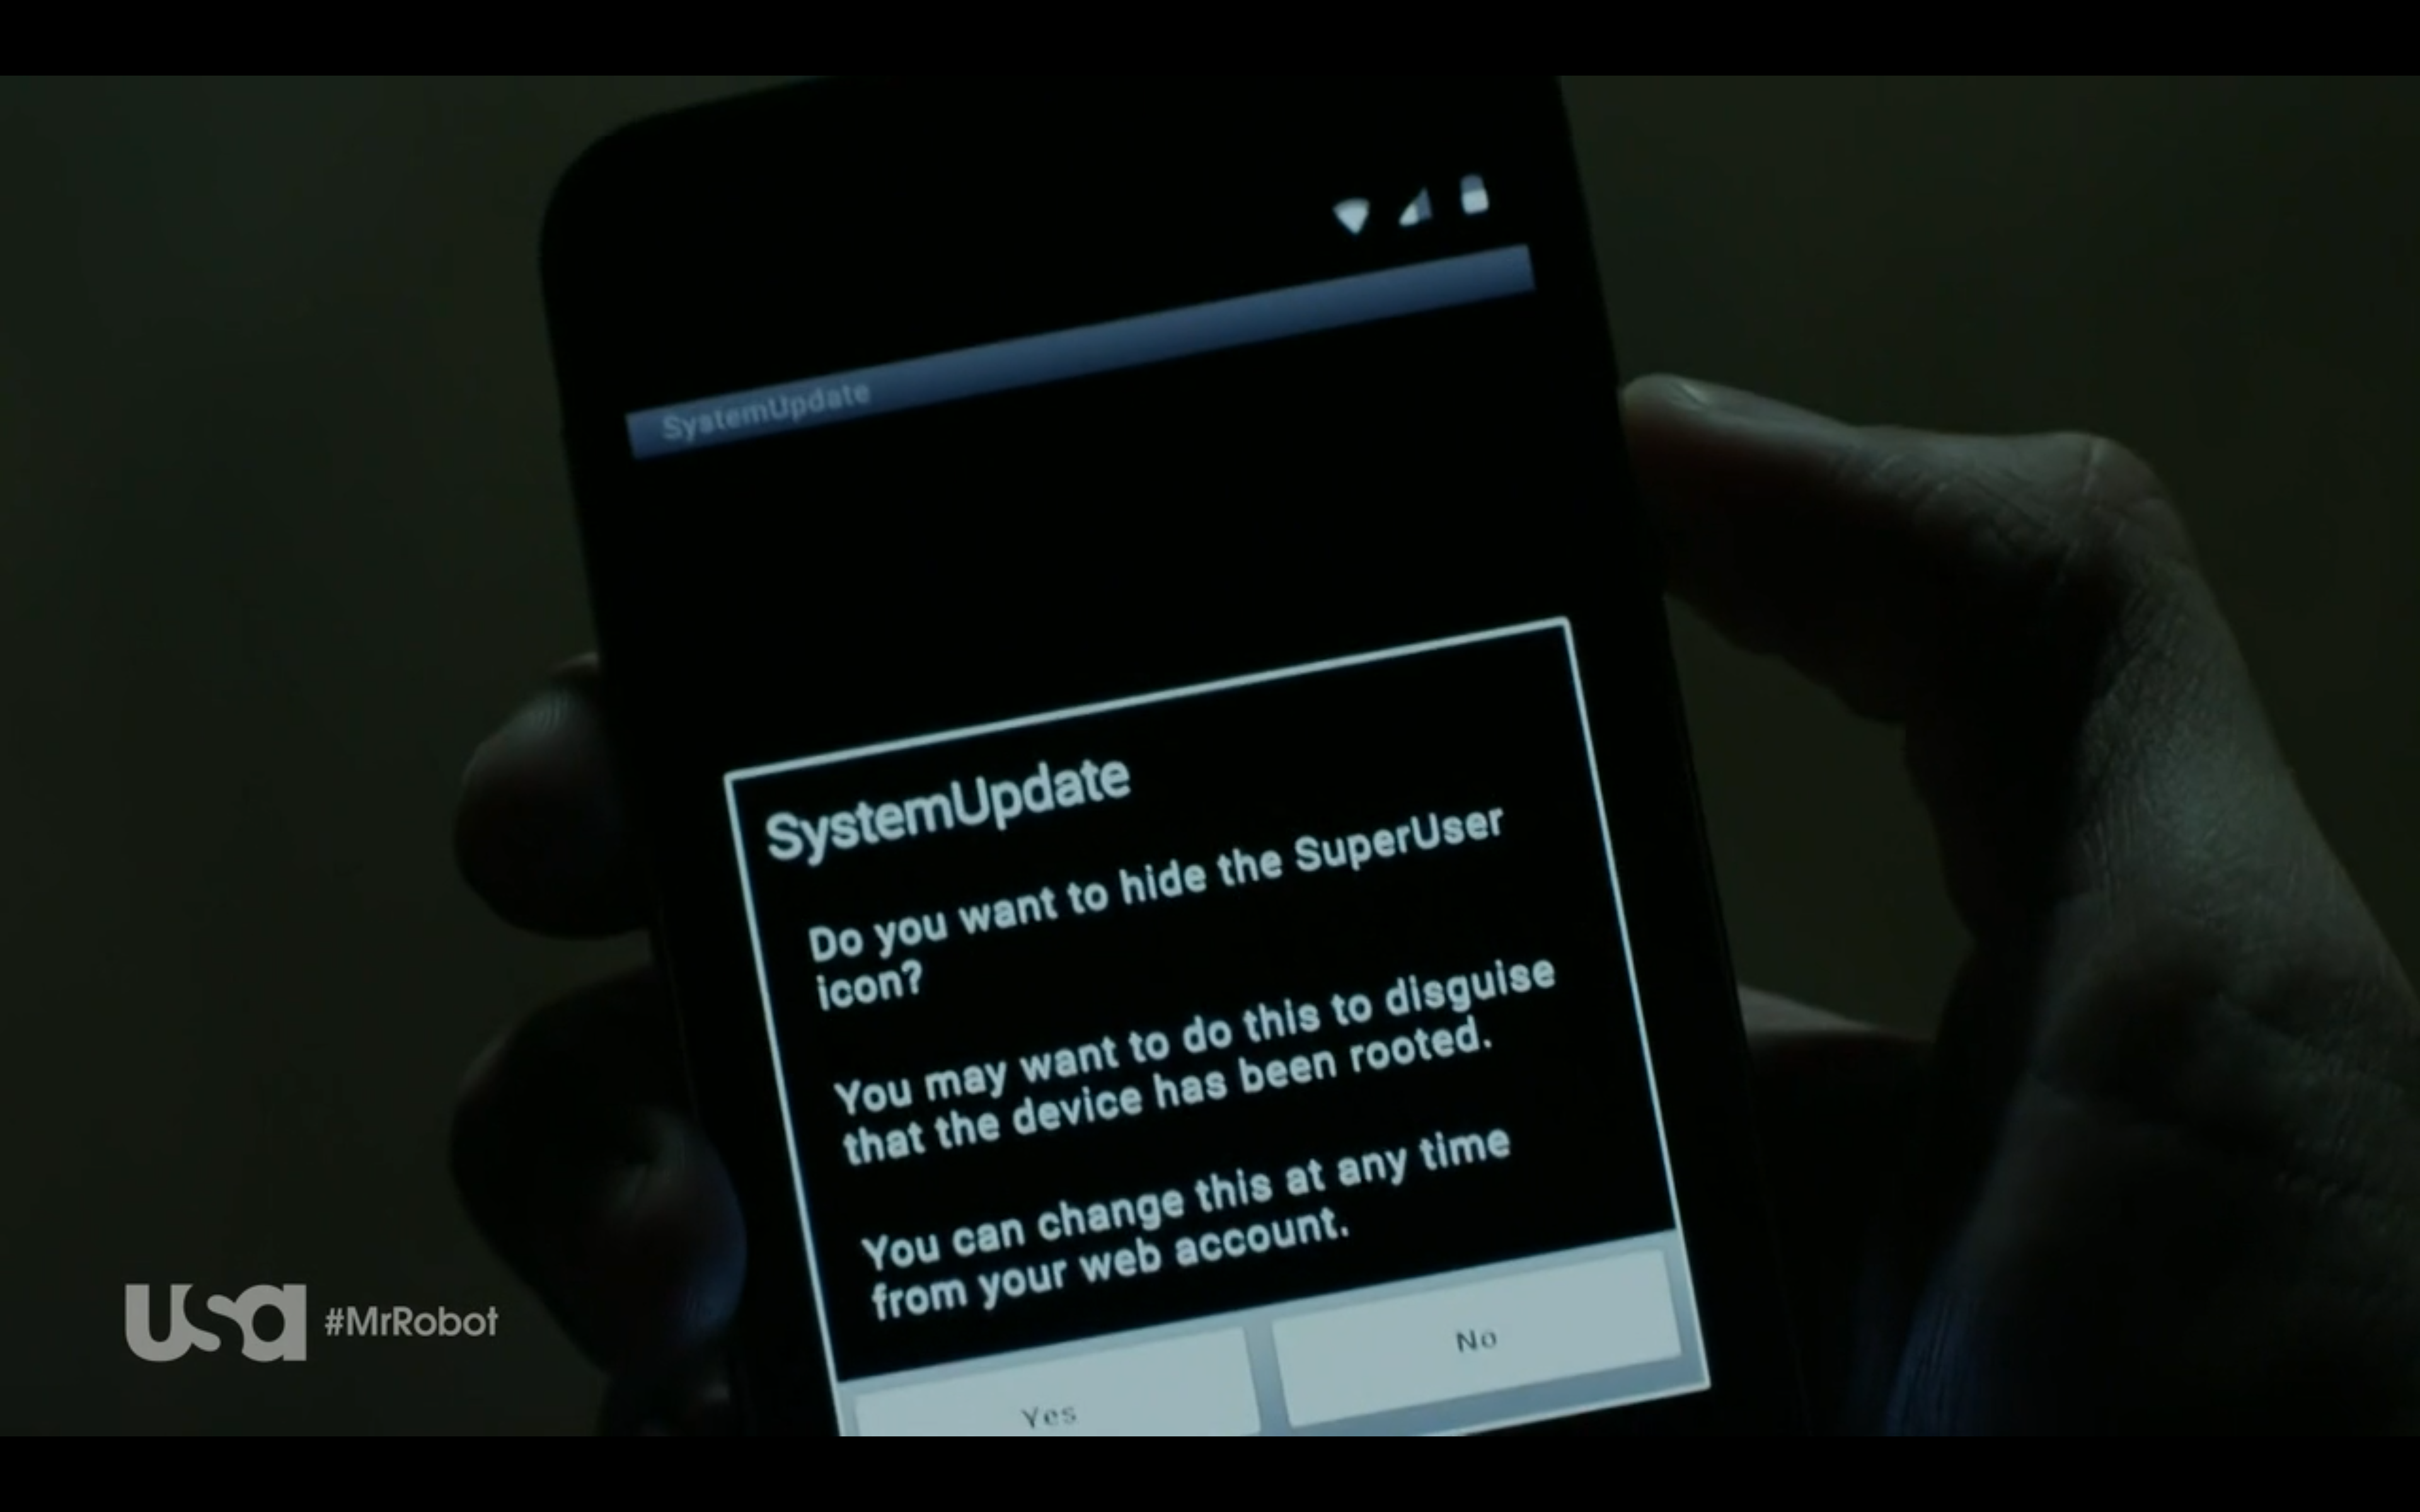 SystemUpdate
SystemUpdate
Do you want to hide the SuperUser
icon?
You may want to do this to disguise
that the device has been rooted.
You can change this at any time
from your web account.
No
Yes
usa #MrRobot